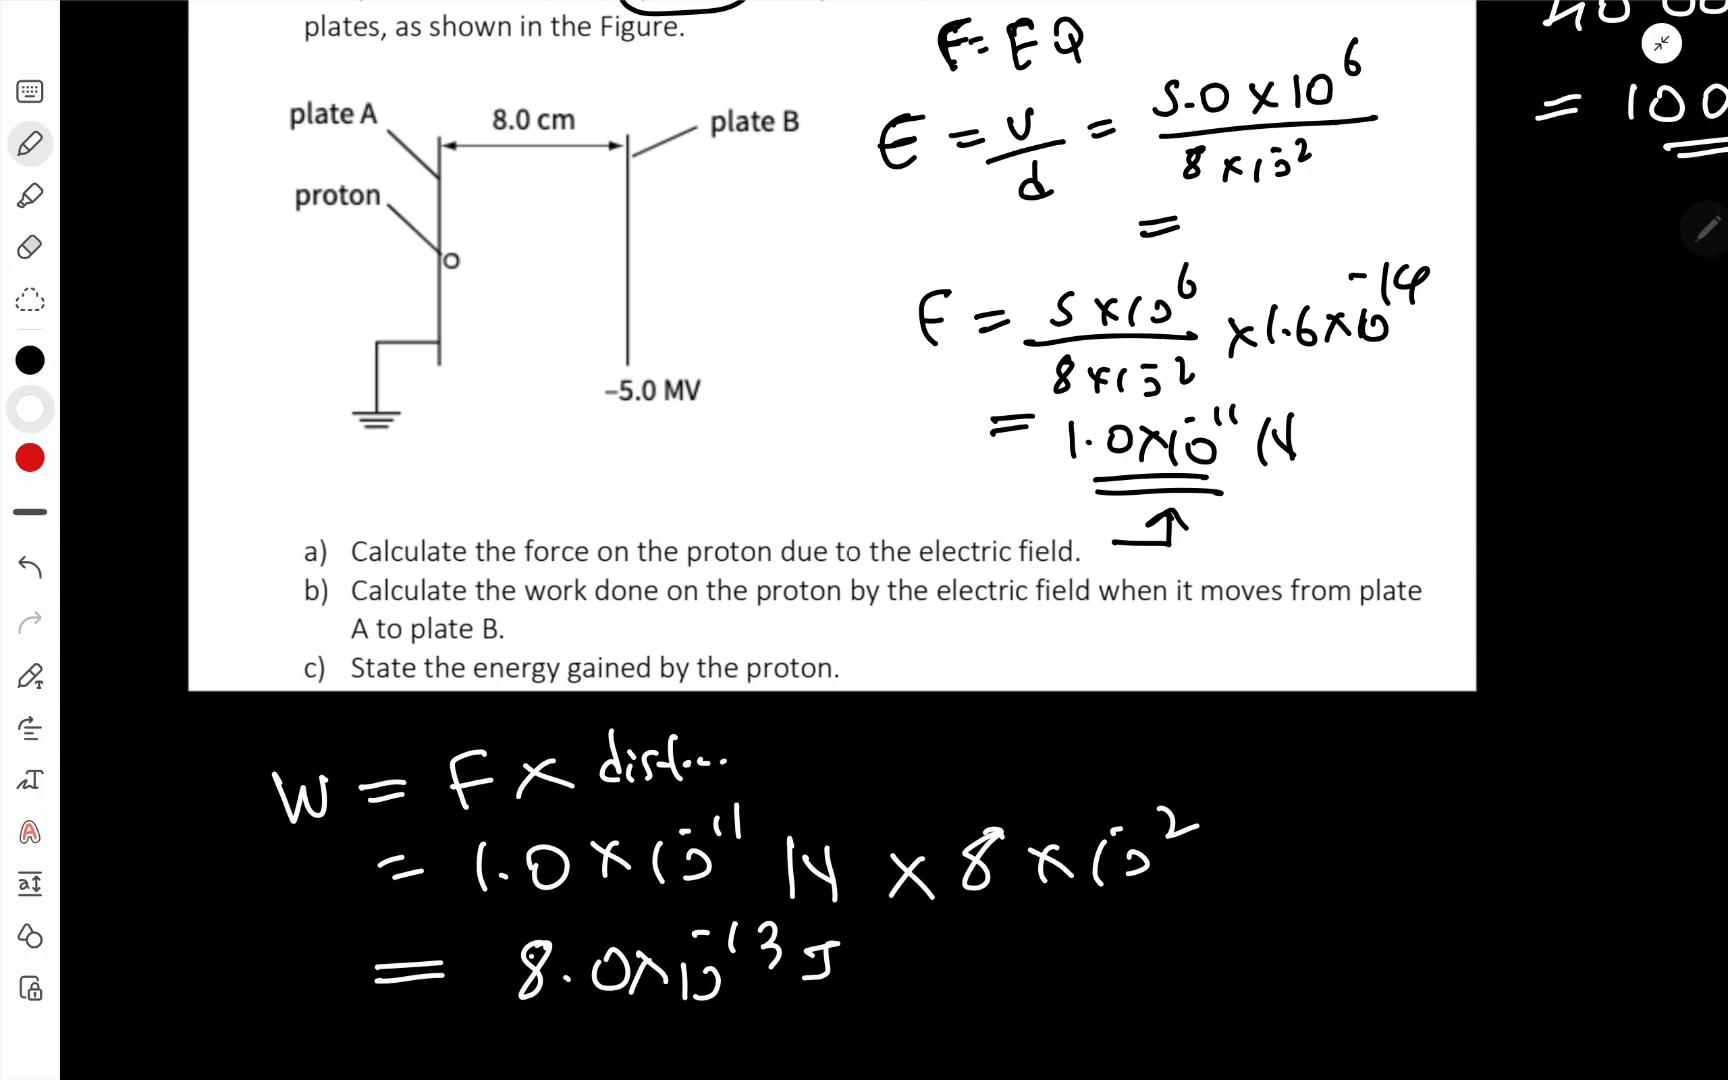 plates, as shown in the Figure.
plate A
8.0 cm
plate B
proton
-5.0 MV
F = EQ
E = V/d = 5.0 × 10^6 / 8 × 10^-2
=
F = 5 × 10^6 / 8 × 10^-2 × 1.6 × 10^-19
= 1.0 × 10^-11 N
= 100
a) Calculate the force on the proton due to the electric field.
b) Calculate the work done on the proton by the electric field when it moves from plate
A to plate B.
c) State the energy gained by the proton.
W = F × dist...
= 1.0 × 10^-11 N × 8 × 10^-2
= 8.0 × 10^-13 J